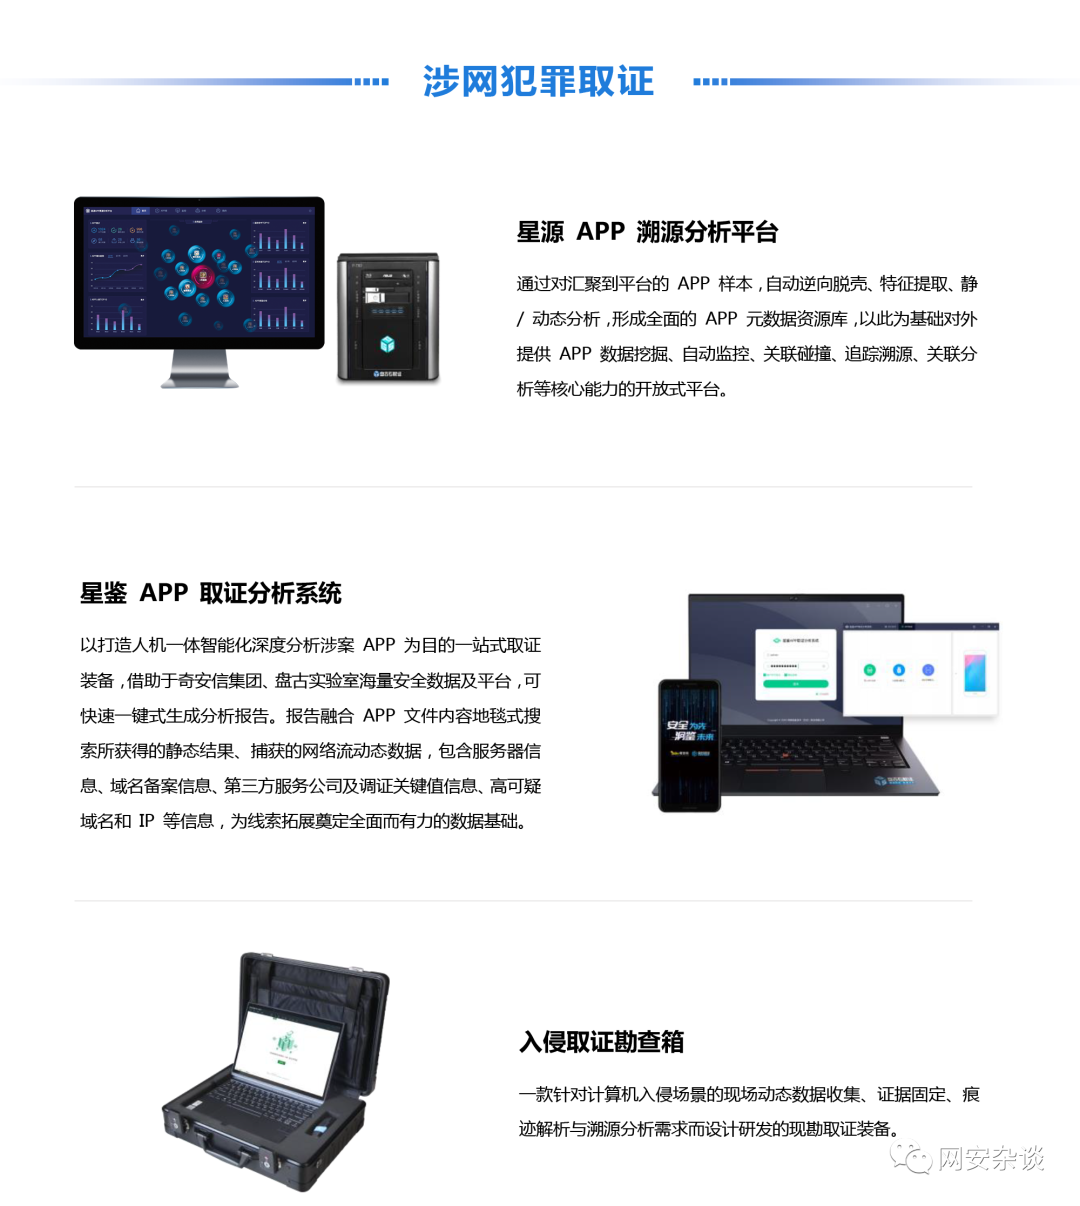 涉网犯罪取证
星源 APP 溯源分析平台
通过对汇聚到平台的 APP 样本，自动逆向脱壳、特征提取、静
/ 动态分析，形成全面的 APP 元数据资源库，以此为基础对外
提供 APP 数据挖掘、自动监控、关联碰撞、追踪溯源、关联分
析等核心能力的开放式平台。
星鉴 APP 取证分析系统
以打造人机一体智能化深度分析涉案 APP 为目的一站式取证
装备，借助于奇安信集团、盘古实验室海量安全数据及平台，可
快速一键式生成分析报告。报告融合 APP 文件内容地毯式搜
索所获得的静态结果、捕获的网络流动态数据，包含服务器信
息、域名备案信息、第三方服务公司及调证关键值信息、高可疑
域名和 IP 等信息，为线索拓展奠定全面而有力的数据基础。
安全为先
洞鉴未来
入侵取证勘查箱
一款针对计算机入侵场景的现场动态数据收集、证据固定、痕
迹解析与溯源分析需求而设计研发的现勘取证装备。
网安杂谈